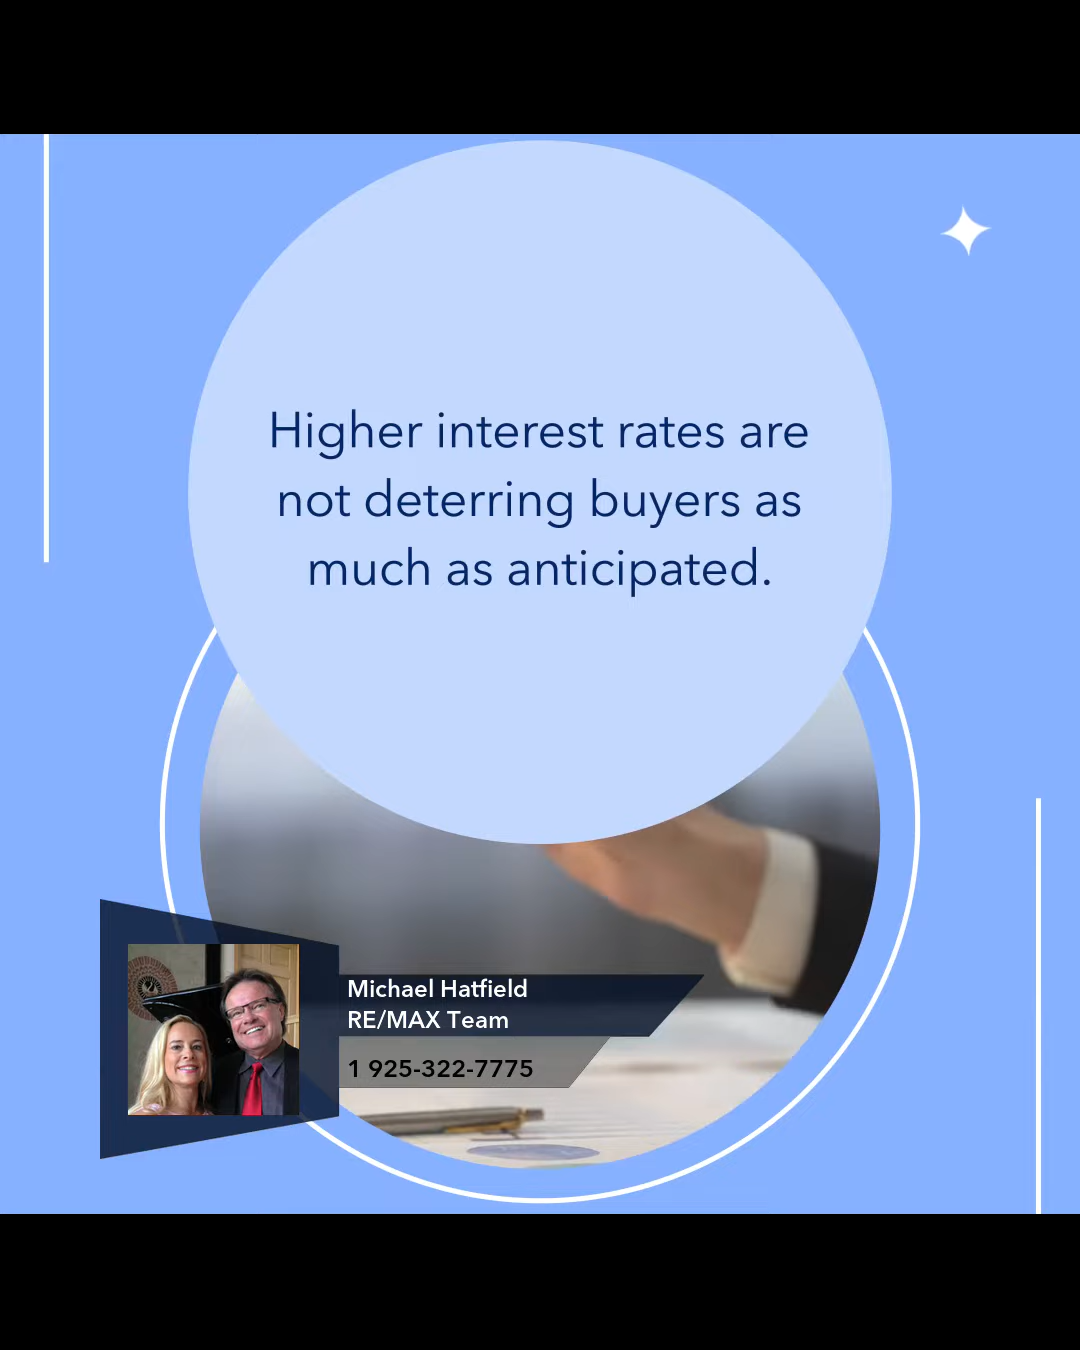 Higher interest rates are
not deterring buyers as
much as anticipated.
Michael Hatfield
RE/MAX Team
1 925-322-7775